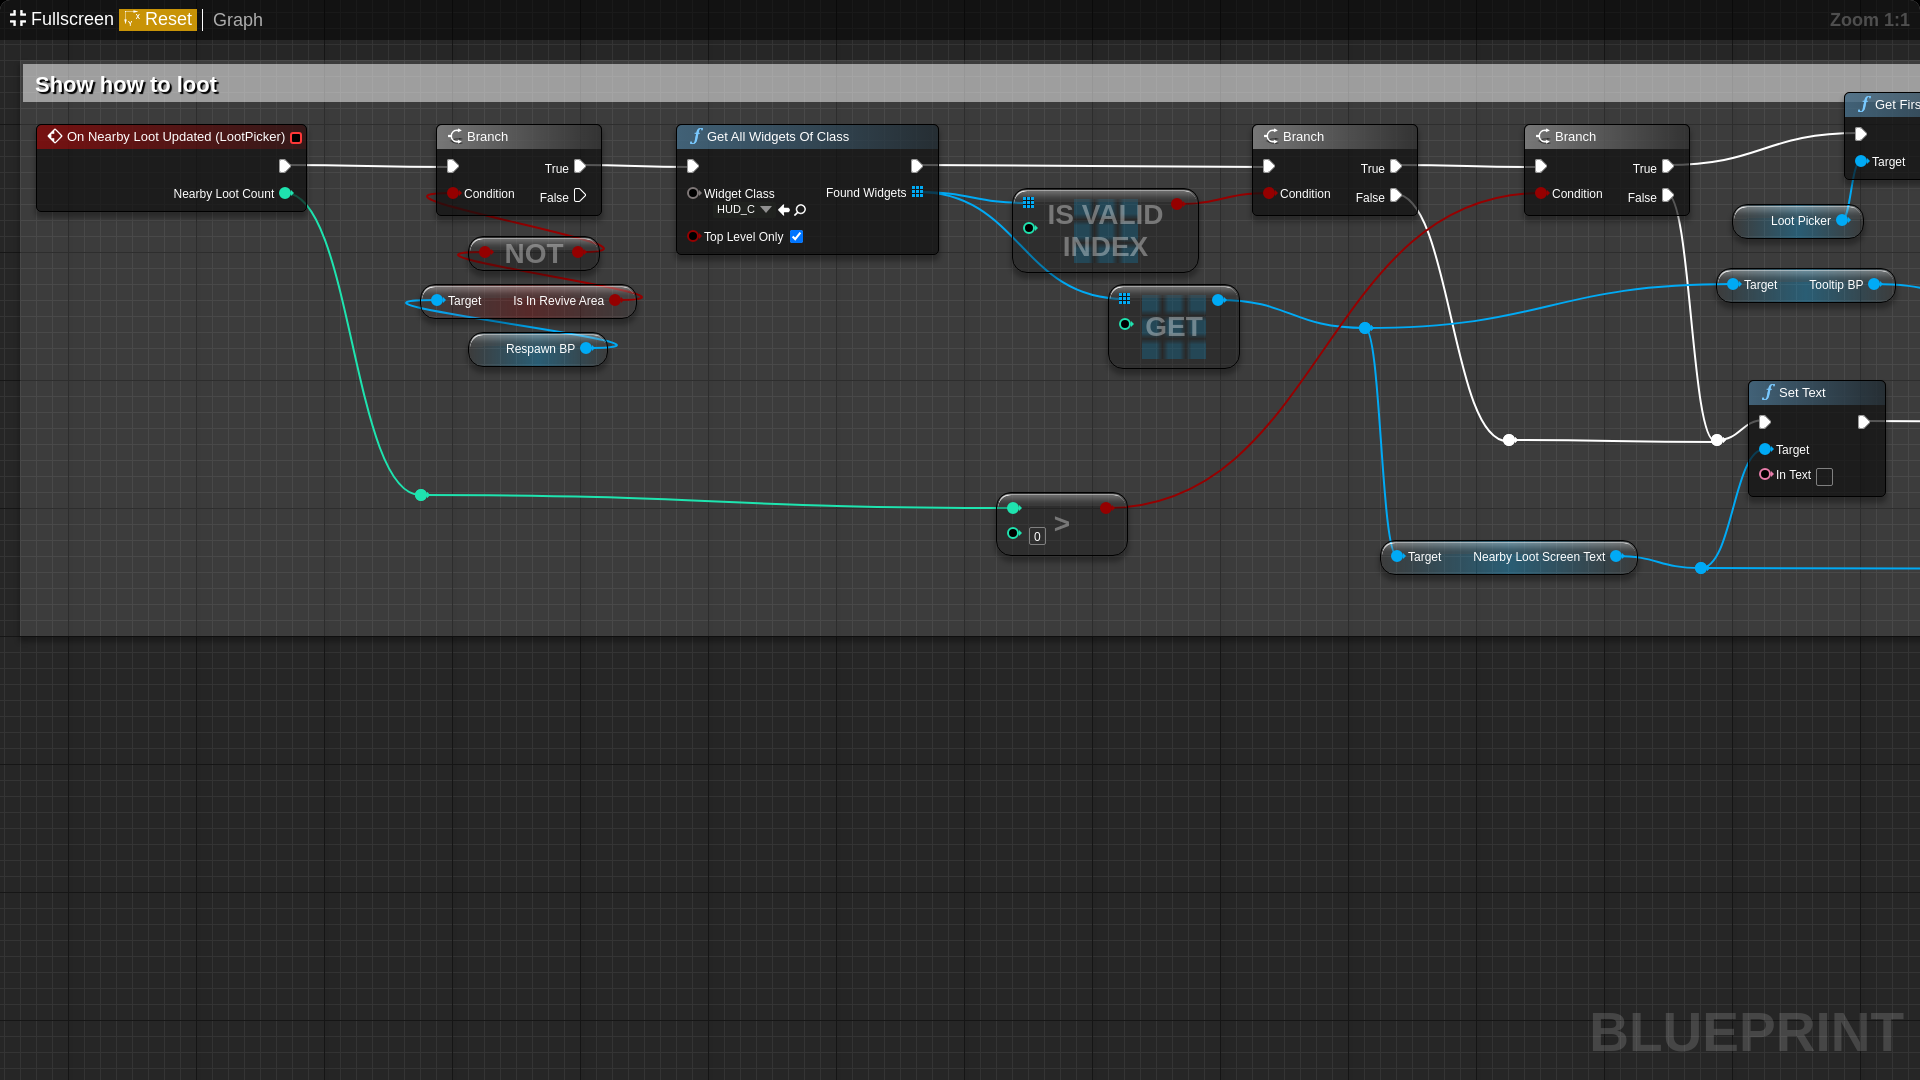 Fullscreen Reset Graph
Zoom 1:1
Show how to loot
On Nearby Loot Updated (LootPicker)
Nearby Loot Count
Branch
True
Condition
False
NOT
Target Is In Revive Area
Respawn BP
Get All Widgets Of Class
Widget Class
HUD_C
Found Widgets
Top Level Only
IS VALID
INDEX
GET
>
0
Branch
True
Condition
False
Branch
True
Condition
False
Get Firs
Target
Loot Picker
Target Tooltip BP
Set Text
Target
In Text
Target Nearby Loot Screen Text
BLUEPRINT